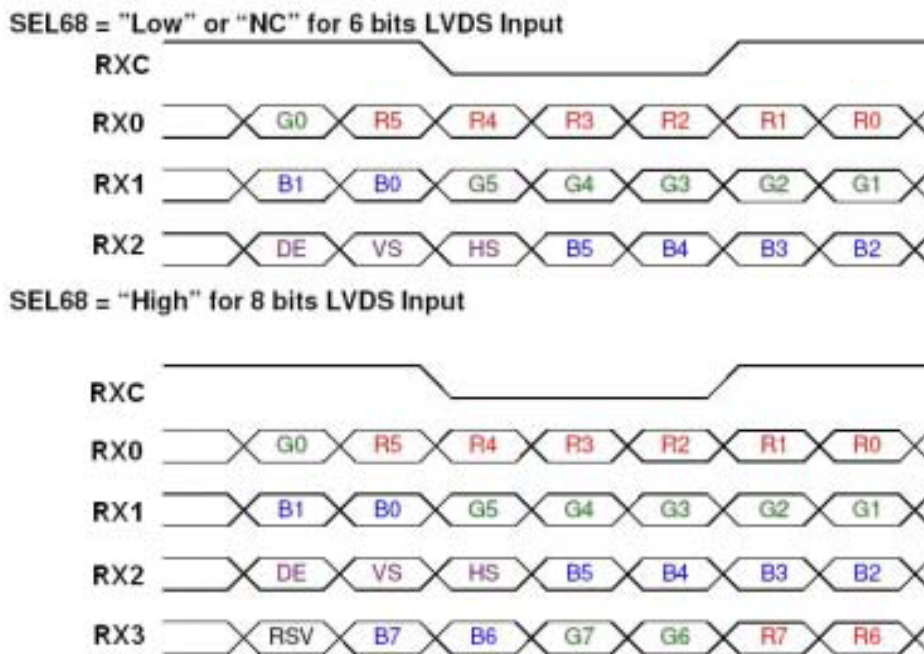 SEL68 = "Low" or "NC" for 6 bits LVDS Input
RXC
RX0 G0 R5 R4 R3 R2 R1 R0
RX1 B1 B0 G5 G4 G3 G2 G1
RX2 DE VS HS B5 B4 B3 B2
SEL68 = "High" for 8 bits LVDS Input
RXC
RX0 G0 R5 R4 R3 R2 R1 R0
RX1 B1 B0 G5 G4 G3 G2 G1
RX2 DE VS HS B5 B4 B3 B2
RX3 RSV B7 B6 G7 G6 R7 R6